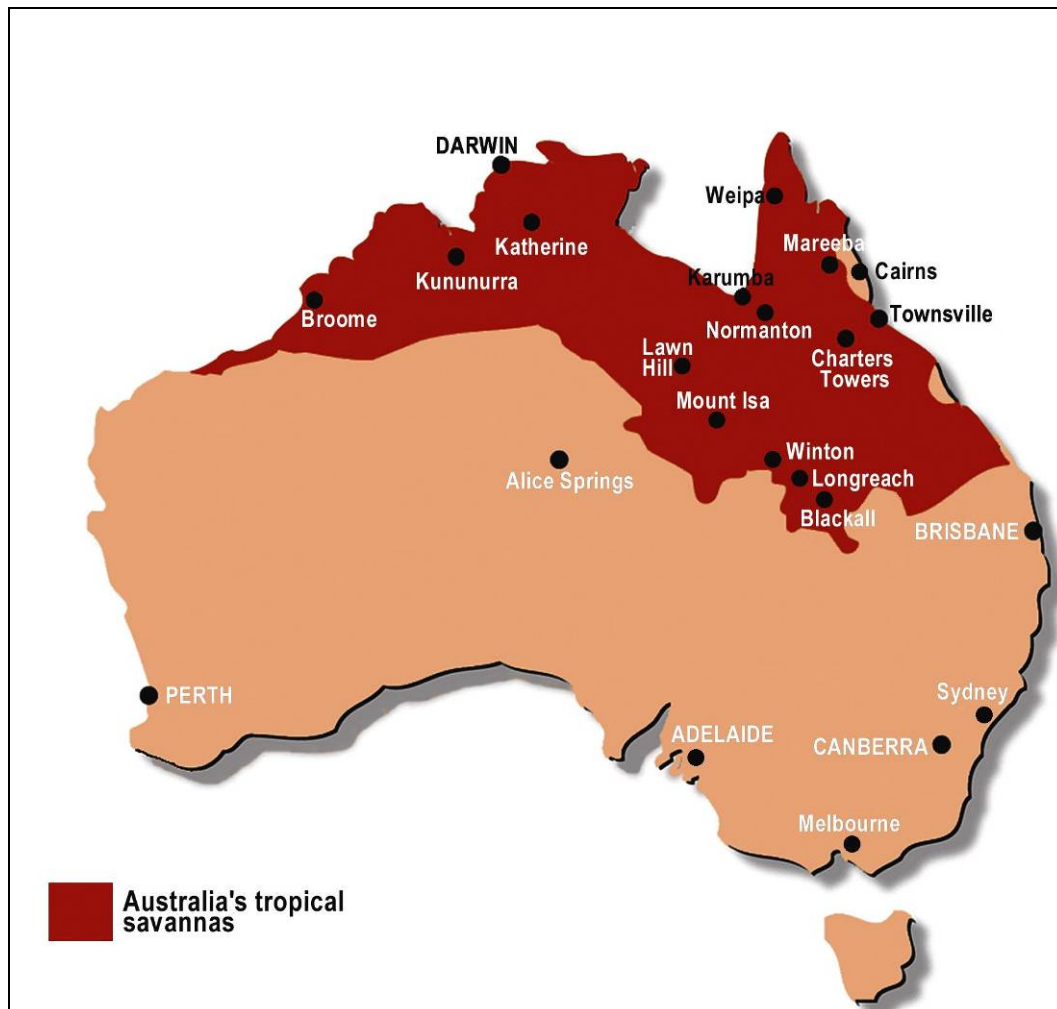 DARWIN
Weipa
Katherine
Mareeba
Kununurra
Karumba
Cairns
Broome
Normanton
Townsville
Lawn
Hill
Charters
Towers
Mount Isa
Winton
Alice Springs
Longreach
Blackall
BRISBANE
PERTH
Sydney
ADELAIDE
CANBERRA
Melbourne
Australia's tropical
savannas